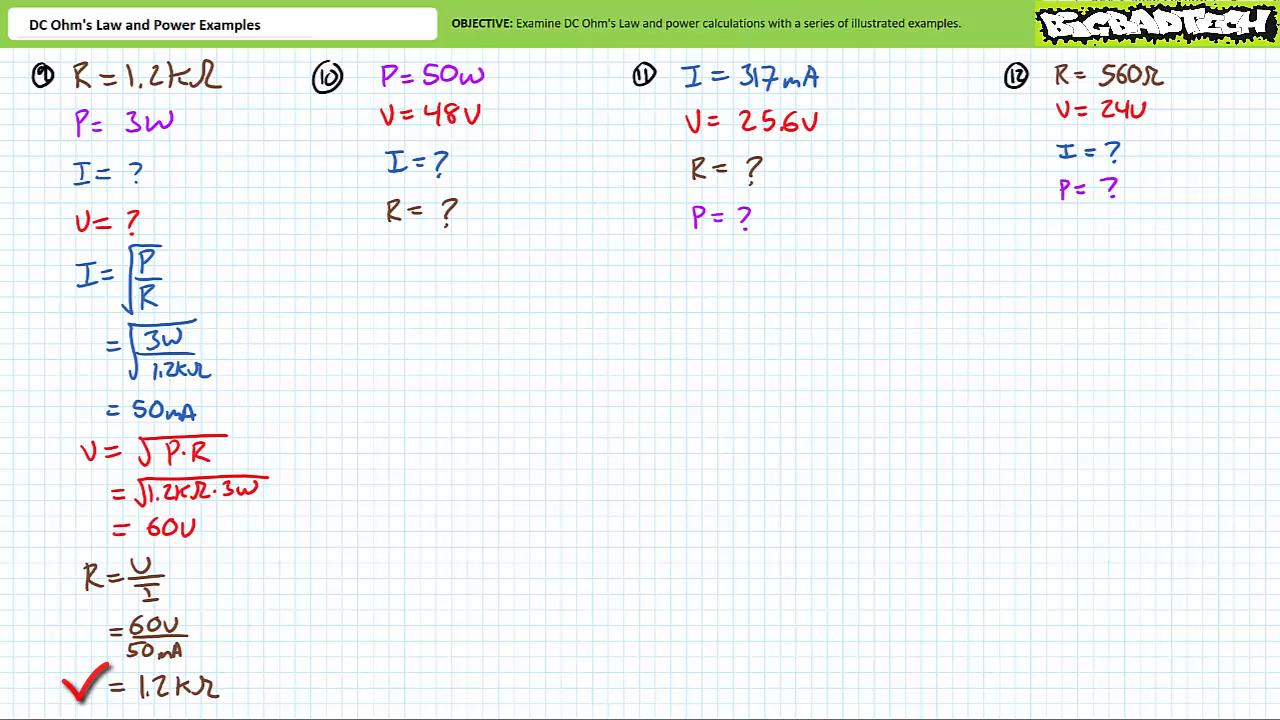 DC Ohm's Law and Power Examples
OBJECTIVE: Examine DC Ohm's Law and power calculations with a series of illustrated examples.
BIGBADTECH
⑨ R = 1.2kΩ
P = 3W
I = ?
V = ?
I = √(P/R)
= √(3W/1.2kΩ)
= 50mA
V = √(P·R)
= √(1.2kΩ·3W)
= 60V
R = V/I
= 60V/50mA
✓ = 1.2kΩ
⑩ P = 50W
V = 48V
I = ?
R = ?
⑪ I = 317mA
V = 25.6V
R = ?
P = ?
⑫ R = 560Ω
V = 24V
I = ?
P = ?